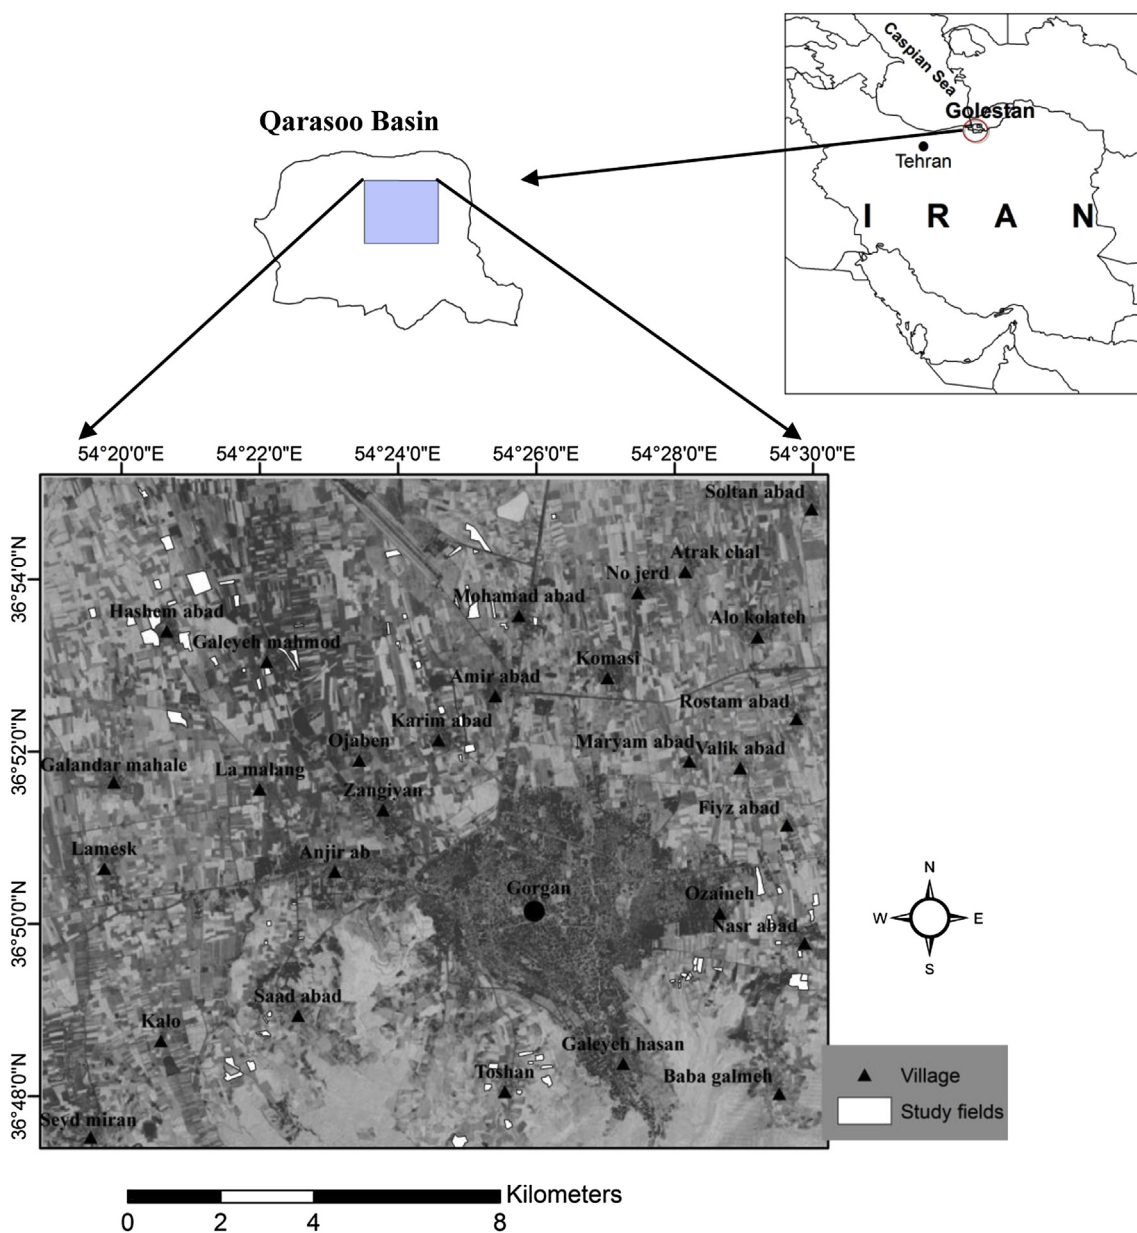 Caspian Sea
Golestan
Qarasoo Basin
Tehran
I R A N
54°20'0"E 54°22'0"E 54°24'0"E 54°26'0"E 54°28'0"E 54°30'0"E
Soltan abad
Atrak chal
36°54'0"N
No jerd
Mohamad abad
Hashem abad
Alo kolateh
Galeyeh mahmod
Komasi
Amir abad
Rostam abad
Karim abad
36°52'0"N
Ojaben
Maryam abad
Valik abad
Galandar mahale
La malang
Zangiyan
Fiyz abad
Lamesk
Anjir ab
Gorgan
Ozaineh
36°50'0"N
Nasr abad
N
W E
S
Saad abad
Kalo
Galeyeh hasan
Toshan
Baba galmeh
Village
36°48'0"N
Study fields
Seyd miran
Kilometers
0 2 4 8